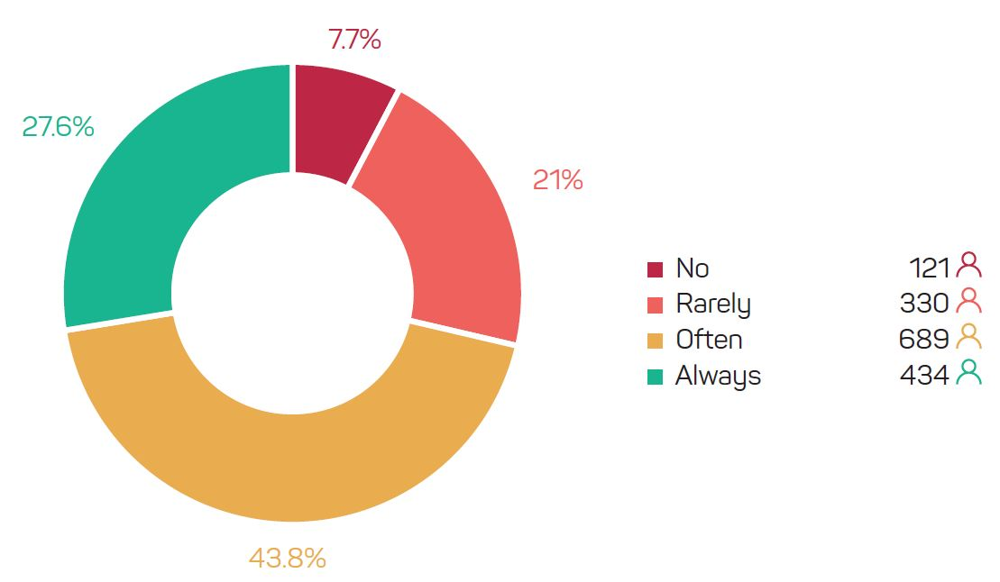 7.7%
27.6%
21%
No 121
Rarely 330
Often 689
Always 434
43.8%